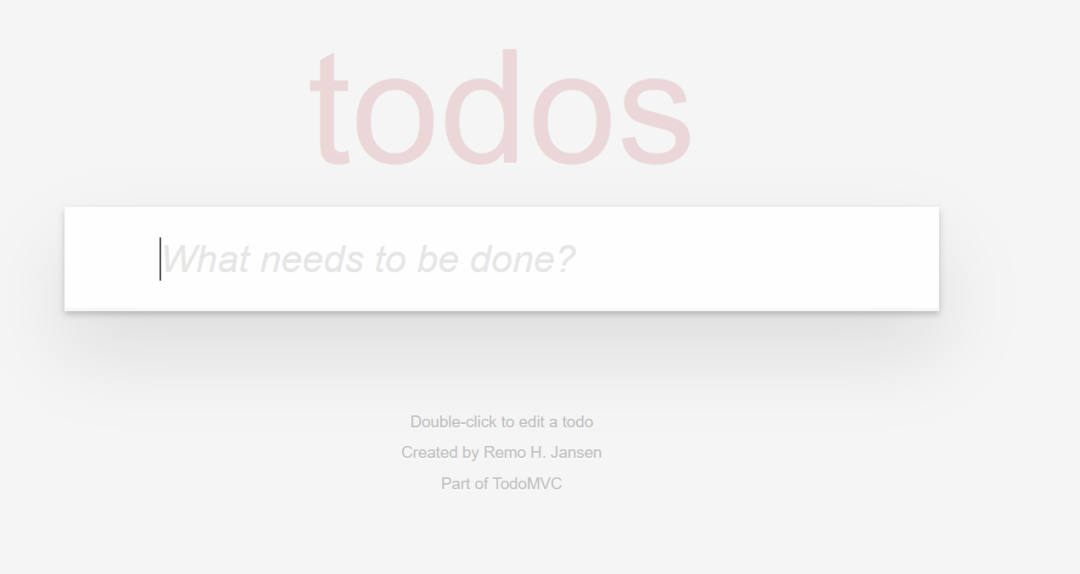 todos
What needs to be done?
Double-click to edit a todo
Created by Remo H. Jansen
Part of TodoMVC